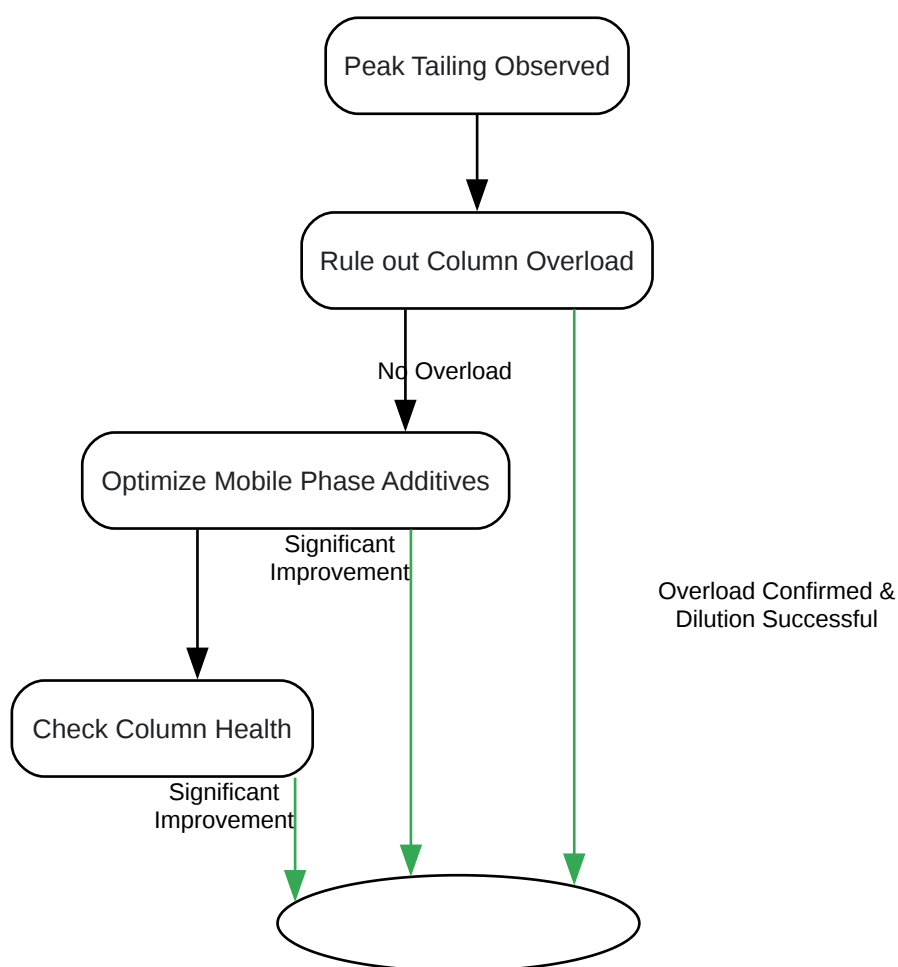 Peak Tailing Observed
Rule out Column Overload
No Overload
Optimize Mobile Phase Additives
Significant
Improvement
Overload Confirmed &
Dilution Successful
Check Column Health
Significant
Improvement